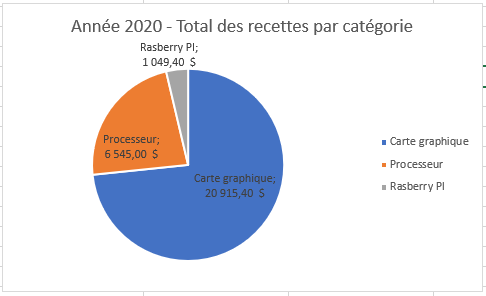 Année 2020 - Total des recettes par catégorie
Rasberry PI;
1 049,40 $
Processeur;
6 545,00 $
Carte graphique;
20 915,40 $
Carte graphique
Processeur
Rasberry PI